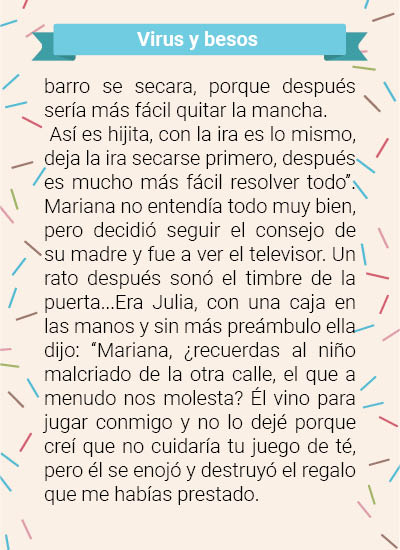 Virus y besos
barro se secara, porque después
sería más fácil quitar la mancha.
Así es hijita, con la ira es lo mismo,
deja la ira secarse primero, después
es mucho más fácil resolver todo”.
Mariana no entendía todo muy bien,
pero decidió seguir el consejo de
su madre y fue a ver el televisor. Un
rato después sonó el timbre de la
puerta...Era Julia, con una caja en
las manos y sin más preámbulo ella
dijo: “Mariana, ¿recuerdas al niño
malcriado de la otra calle, el que a
menudo nos molesta? Él vino para
jugar conmigo y no lo dejé porque
creí que no cuidaría tu juego de té,
pero él se enojó y destruyó el regalo
que me habías prestado.